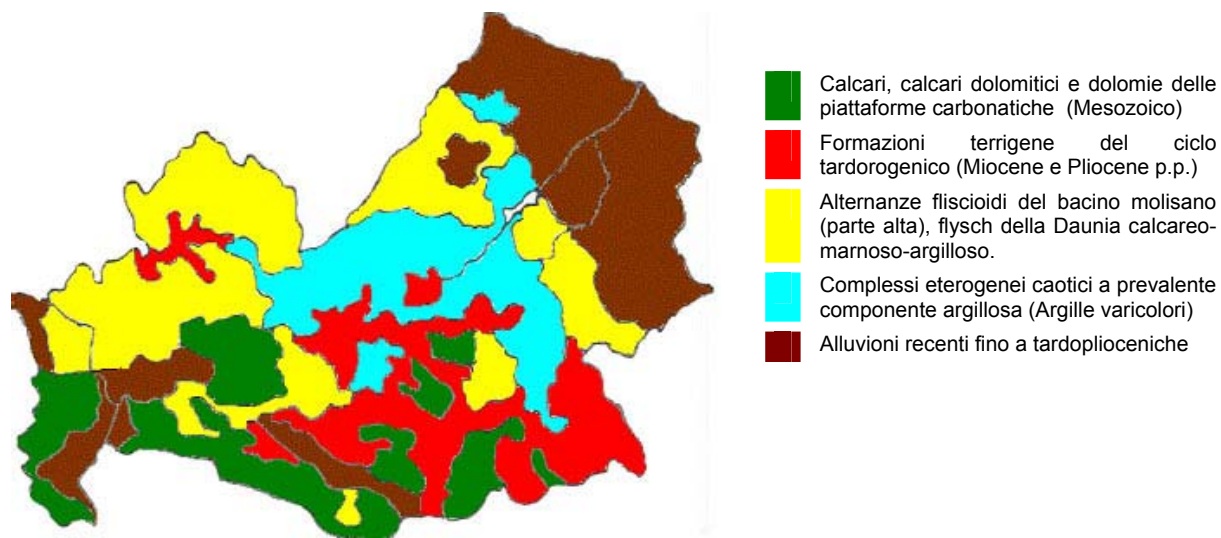 Calcari, calcari dolomitici e dolomie delle
piattaforme carbonatiche (Mesozoico)
Formazioni terrigene del ciclo
tardorogenico (Miocene e Pliocene p.p.)
Alternanze fliscioidi del bacino molisano
(parte alta), flysch della Daunia calcareo-
marnoso-argilloso.
Complessi eterogenei caotici a prevalente
componente argillosa (Argille varicolori)
Alluvioni recenti fino a tardoplioceniche